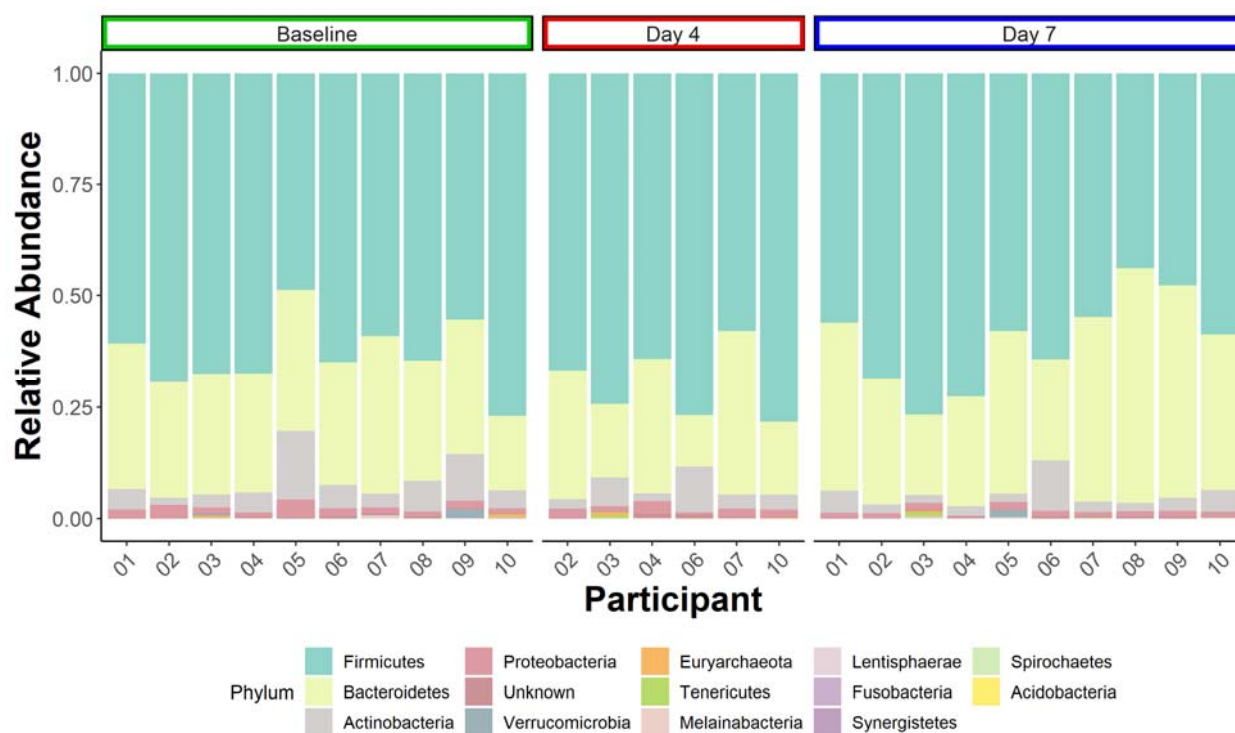 Baseline Day 4 Day 7
Relative Abundance
1.00
0.75
0.50
0.25
0.00
01 02 03 04 05 06 07 08 09 10 02 03 04 06 07 10 01 02 03 04 05 06 07 08 09 10
Participant
Phylum
Firmicutes Proteobacteria Euryarchaeota Lentisphaerae Spirochaetes
Bacteroidetes Unknown Tenericutes Fusobacteria Acidobacteria
Actinobacteria Verrucomicrobia Melainabacteria Synergistetes